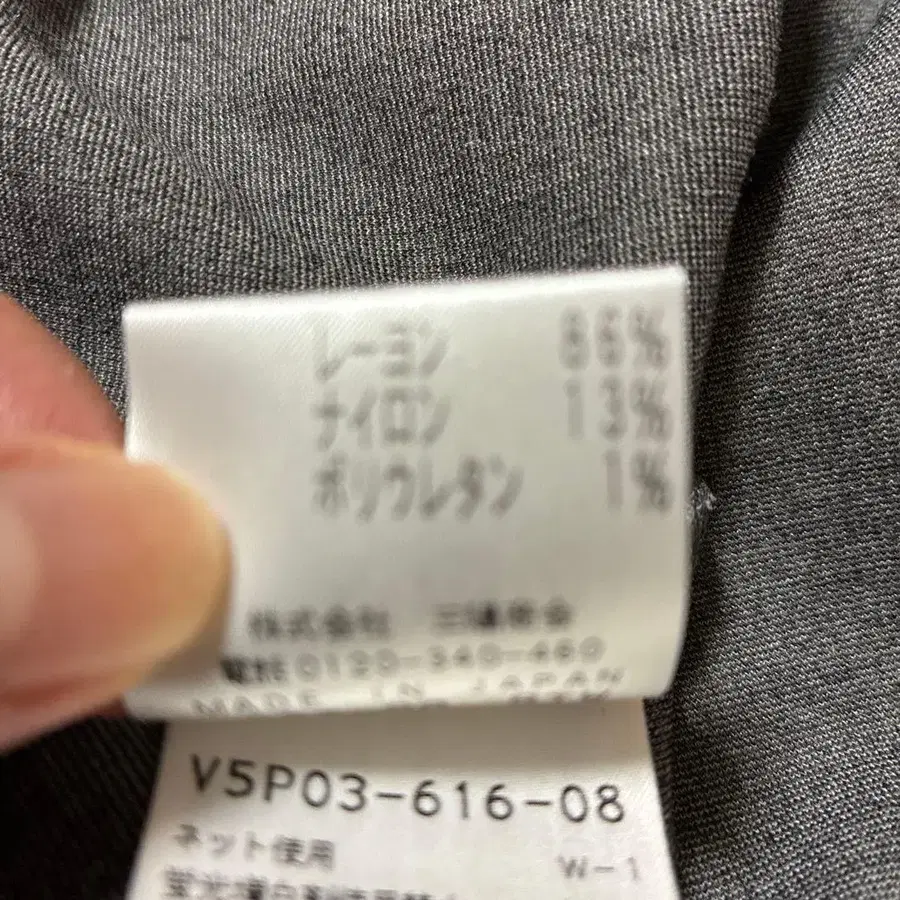 レーヨン 86%
ナイロン 13%
ポリウレタン 1%
株式会社 三陽商会
電話 0120-340-460
MADE IN JAPAN
V5P03-616-08
ネット使用
W-1